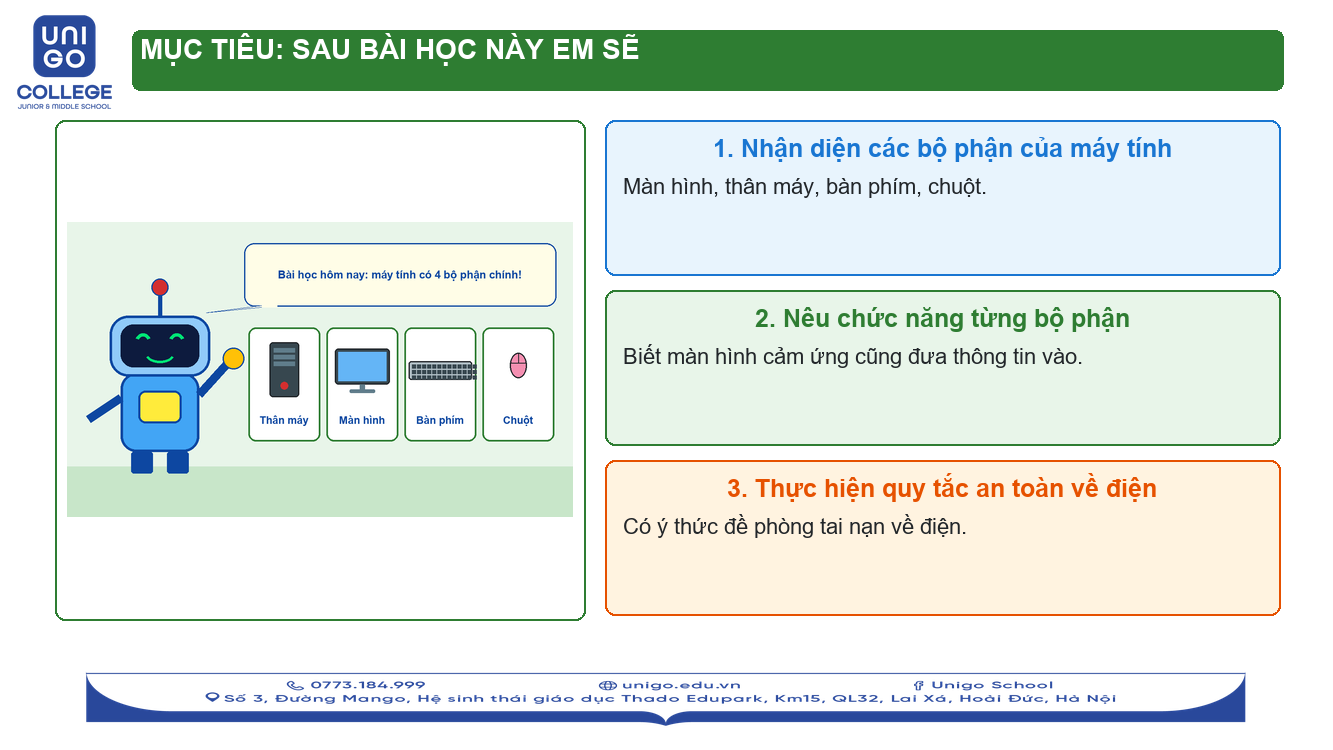 UNI
GO
COLLEGE
JUNIOR & MIDDLE SCHOOL
MỤC TIÊU: SAU BÀI HỌC NÀY EM SẼ
Bài học hôm nay: máy tính có 4 bộ phận chính!
Thân máy
Màn hình
Bàn phím
Chuột
1. Nhận diện các bộ phận của máy tính
Màn hình, thân máy, bàn phím, chuột.
2. Nêu chức năng từng bộ phận
Biết màn hình cảm ứng cũng đưa thông tin vào.
3. Thực hiện quy tắc an toàn về điện
Có ý thức đề phòng tai nạn về điện.
0773.184.999 unigo.edu.vn Unigo School
Số 3, Đường Mango, Hệ sinh thái giáo dục Thado Edupark, Km15, QL32, Lai Xá, Hoài Đức, Hà Nội